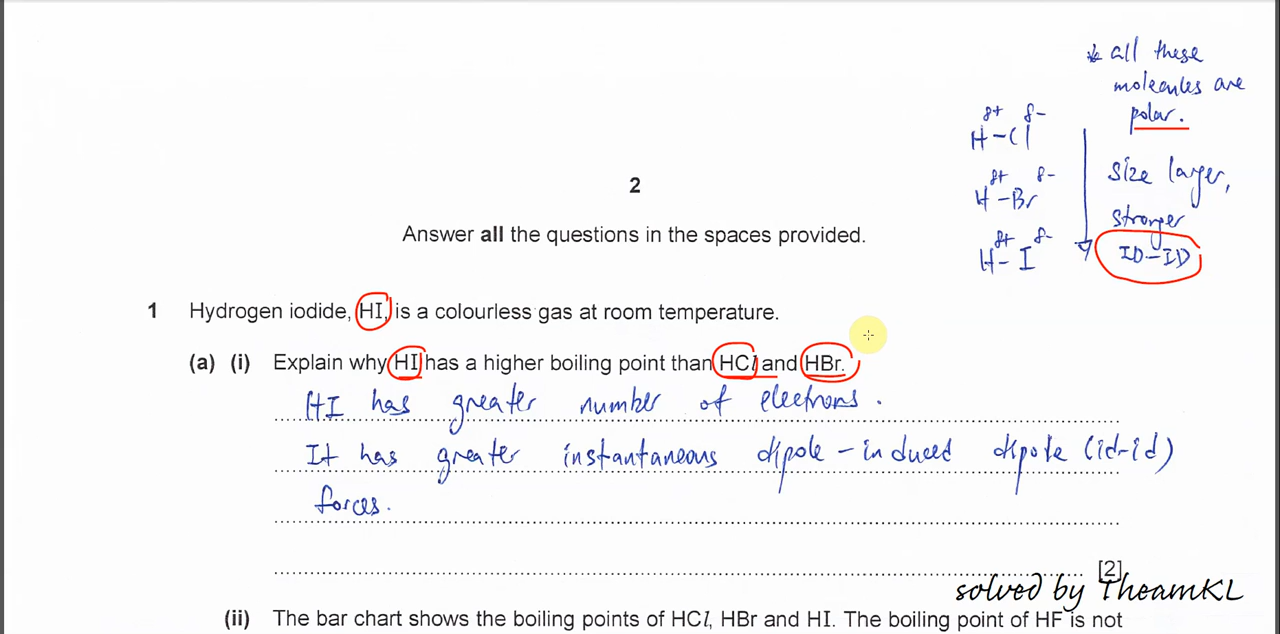 * all these
molecules are
polar.
δ+ δ-
H-Cl
δ+ δ-
H-Br
δ+ δ-
H-I
size larger,
stronger
ID-ID
2
Answer all the questions in the spaces provided.
1 Hydrogen iodide, HI, is a colourless gas at room temperature.
(a) (i) Explain why HI has a higher boiling point than HCl and HBr.
HI has greater number of electrons.
It has greater instantaneous dipole-induced dipole (id-id)
forces.
[2]
solved by TheamKL
(ii) The bar chart shows the boiling points of HCl, HBr and HI. The boiling point of HF is not